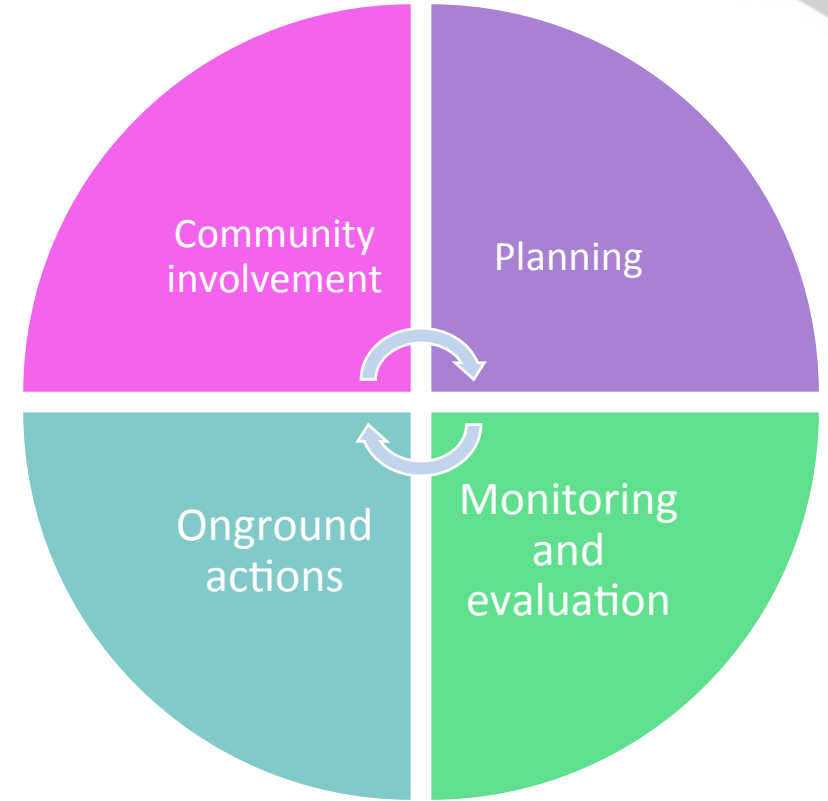 Community
involvement
Planning
Onground
actions
Monitoring
and
evaluation